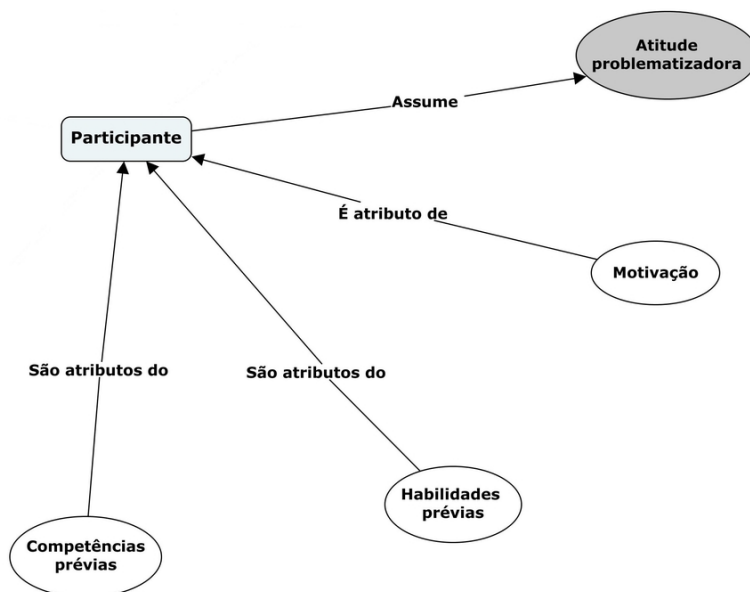 Atitude
problematizadora
Assume
Participante
É atributo de
Motivação
São atributos do
São atributos do
Habilidades
prévias
Competências
prévias